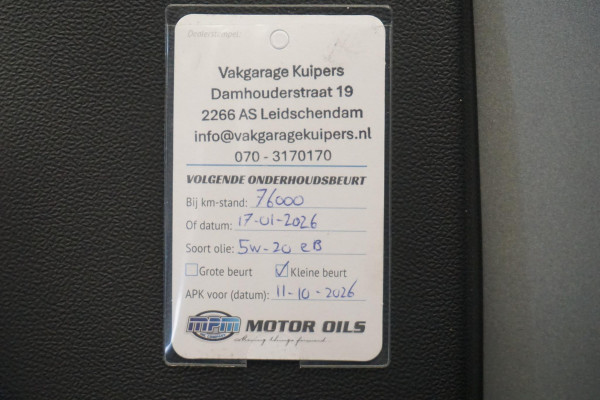 Dealerstempel:
Vakgarage Kuipers
Damhouderstraat 19
2266 AS Leidschendam
info@vakgaragekuipers.nl
070 - 3170170
VOLGENDE ONDERHOUDSBEURT
Bij km-stand: 76000
Of datum: 17-01-2026
Soort olie: 5W-20 eB
Grote beurt Kleine beurt
APK voor (datum): 11-10-2026
MPM MOTOR OILS